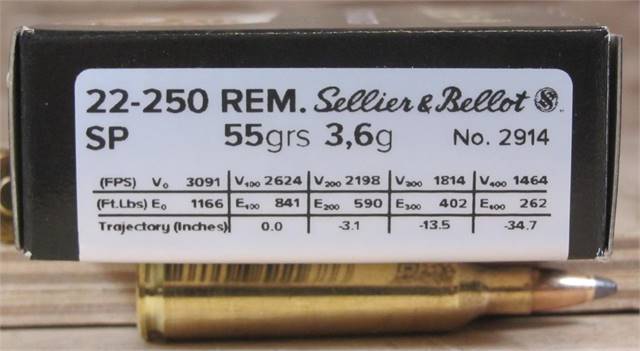 22-250 REM. Sellier & Bellot
SP 55grs 3,6g No. 2914
(FPS) V₀ 3091 V₁₀₀ 2624 V₂₀₀ 2198 V₃₀₀ 1814 V₄₀₀ 1464
(Ft.Lbs) E₀ 1166 E₁₀₀ 841 E₂₀₀ 590 E₃₀₀ 402 E₄₀₀ 262
Trajectory (Inches) 0.0 -3.1 -13.5 -34.7